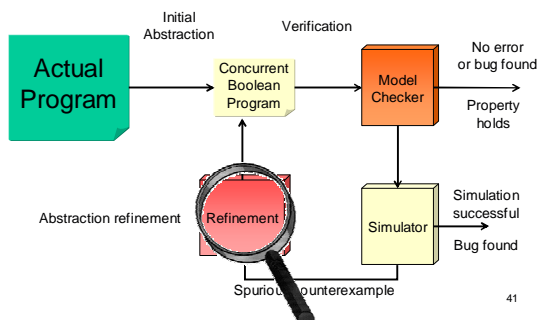 Initial
Abstraction
Verification
Actual
Program
Concurrent
Boolean
Program
Model
Checker
No error
or bug found
Property
holds
Abstraction refinement
Refinement
Simulator
Simulation
successful
Bug found
Spurious counterexample
41